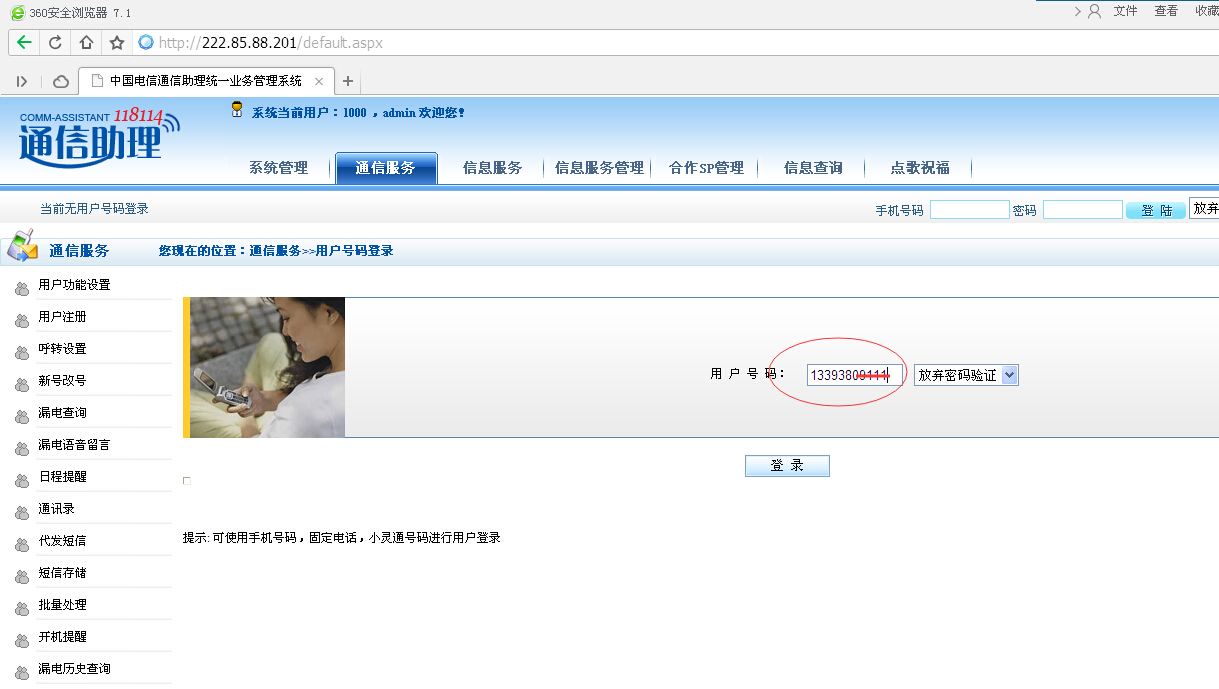 360安全浏览器 7.1
文件 查看 收藏
http://222.85.88.201/default.aspx
中国电信通信助理统一业务管理系统
COMM-ASSISTANT 118114
通信助理
系统当前用户：1000 ，admin 欢迎您！
系统管理 通信服务 信息服务 信息服务管理 合作SP管理 信息查询 点歌祝福
当前无用户号码登录 手机号码 密码 登 陆 放弃
通信服务 您现在的位置：通信服务>>用户号码登录
用户功能设置
用户注册
呼转设置
新号改号
漏电查询
漏电语音留言
日程提醒
通讯录
代发短信
短信存储
批量处理
开机提醒
漏电历史查询
用 户 号 码： 13393809111 放弃密码验证
登 录
提示: 可使用手机号码，固定电话，小灵通号码进行用户登录